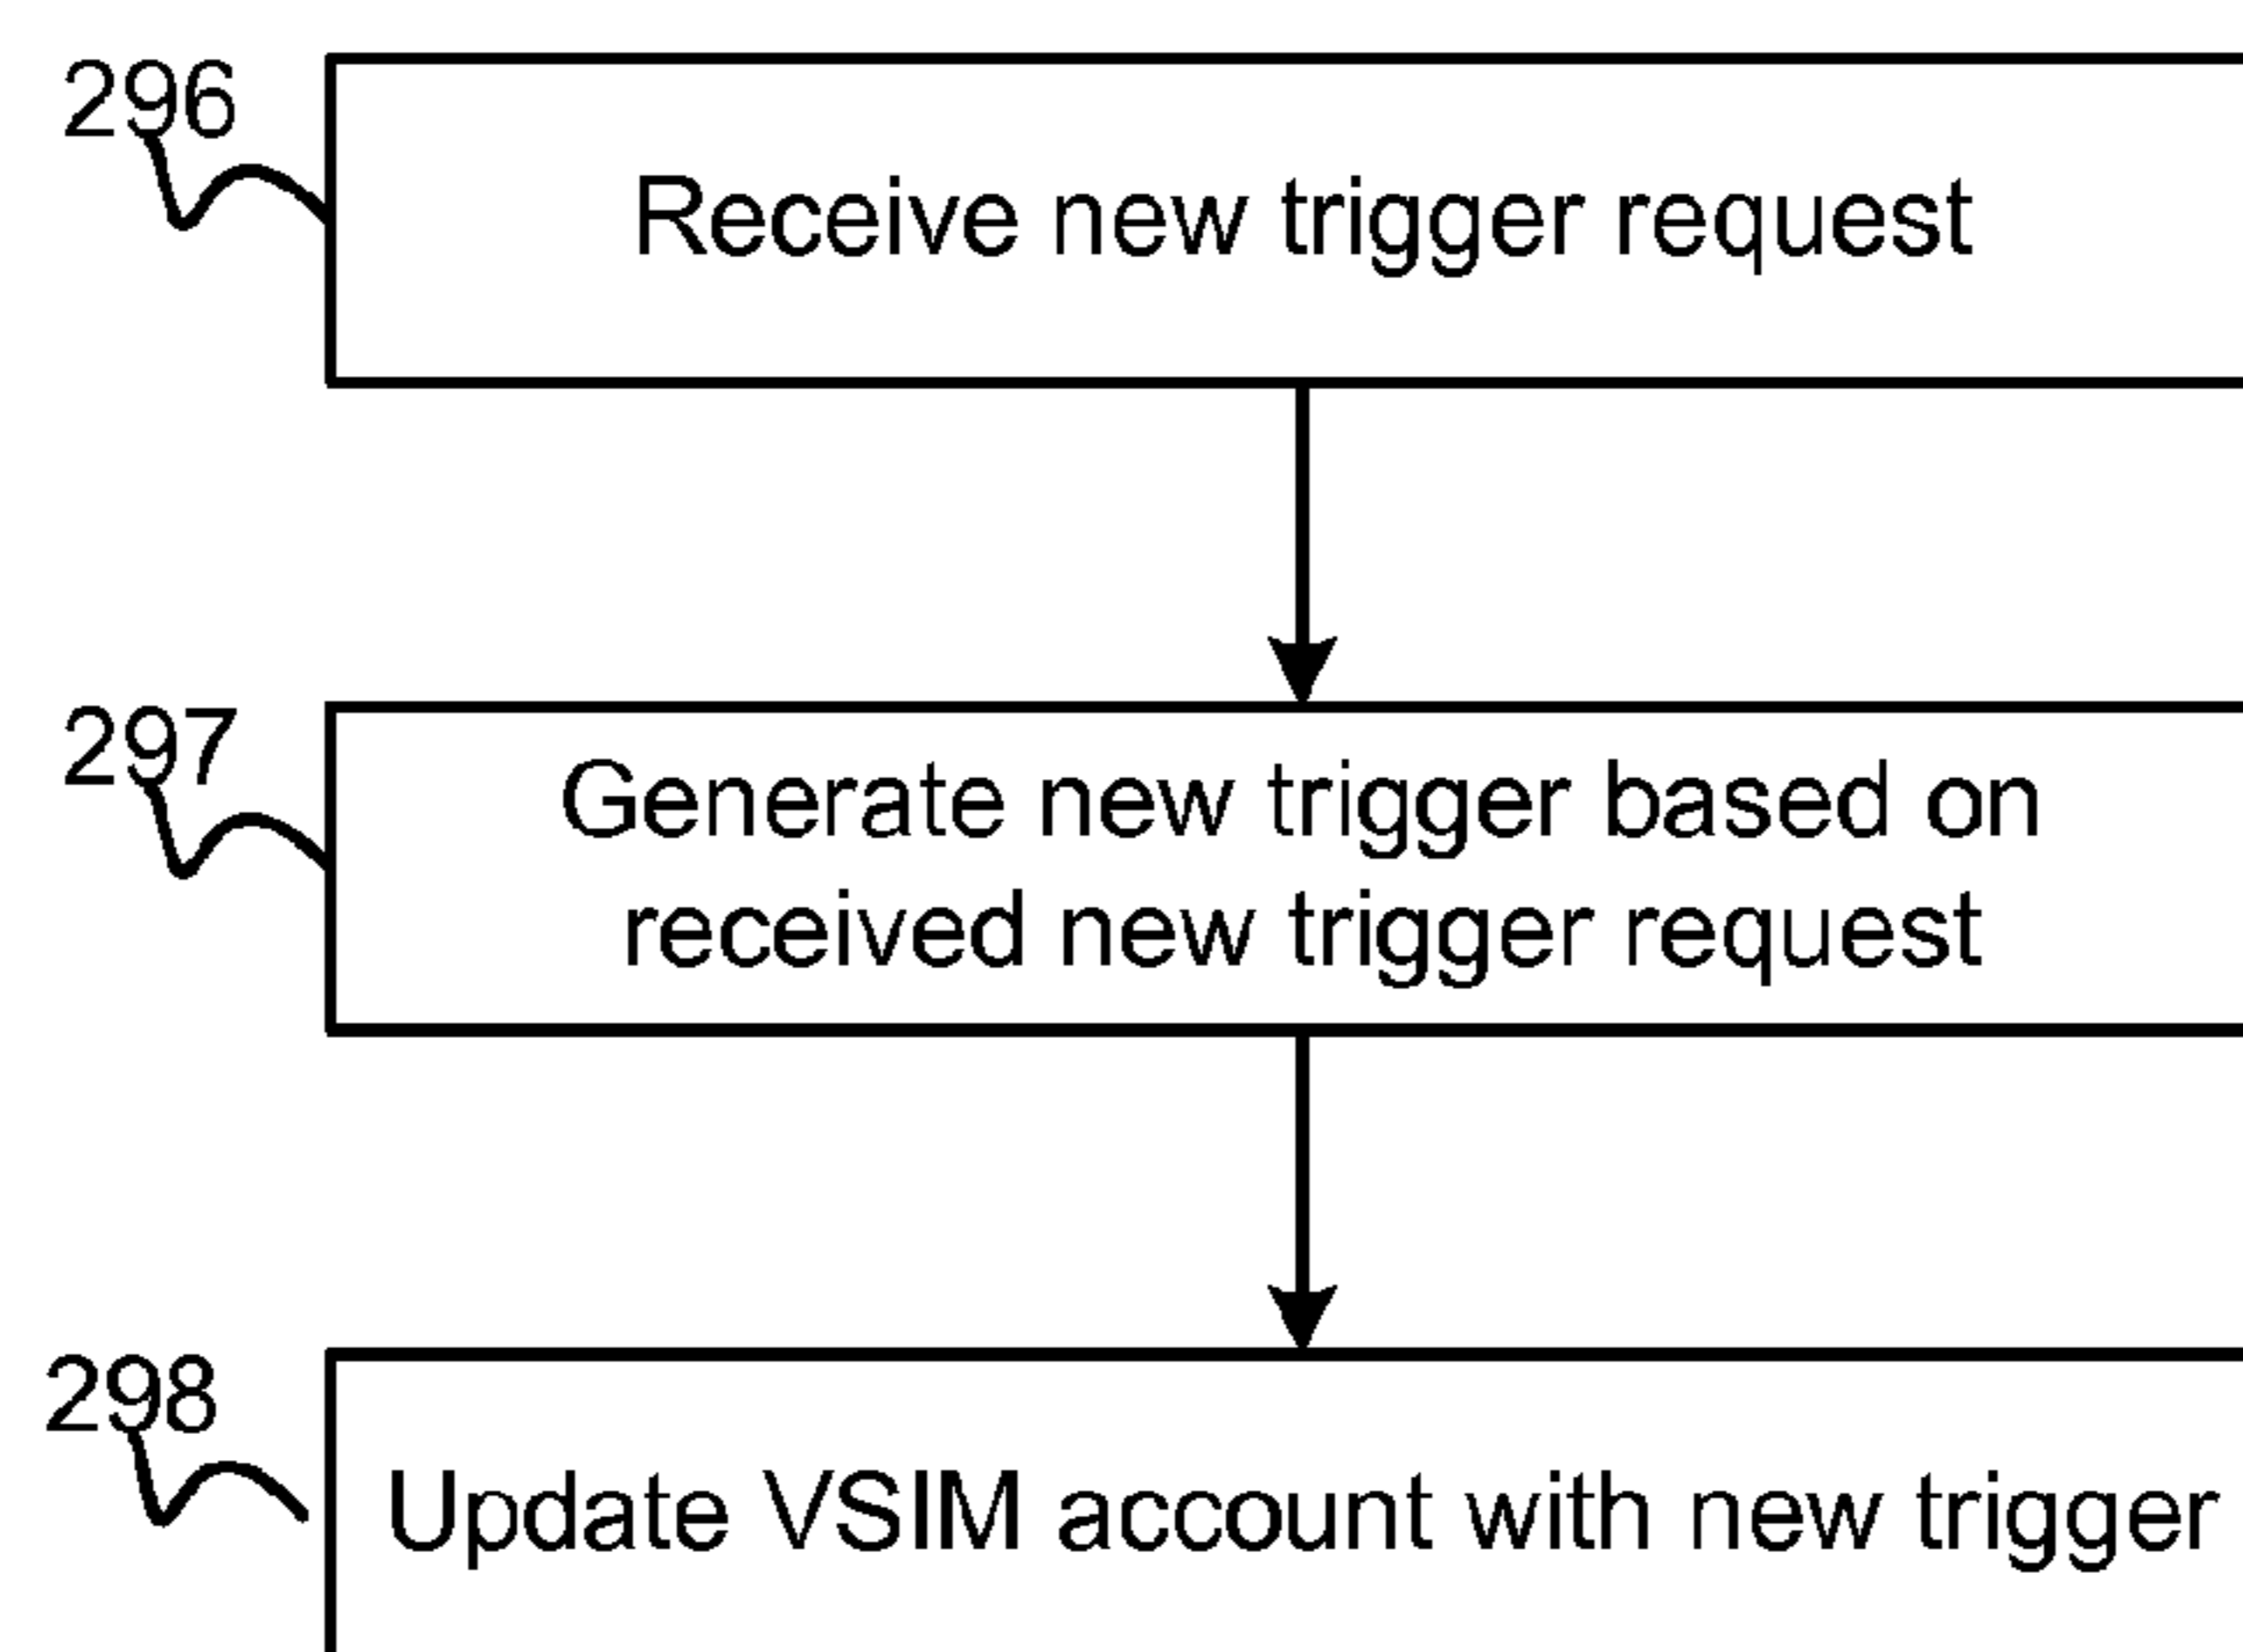 296
Receive new trigger request
297
Generate new trigger based on
received new trigger request
298
Update VSIM account with new trigger